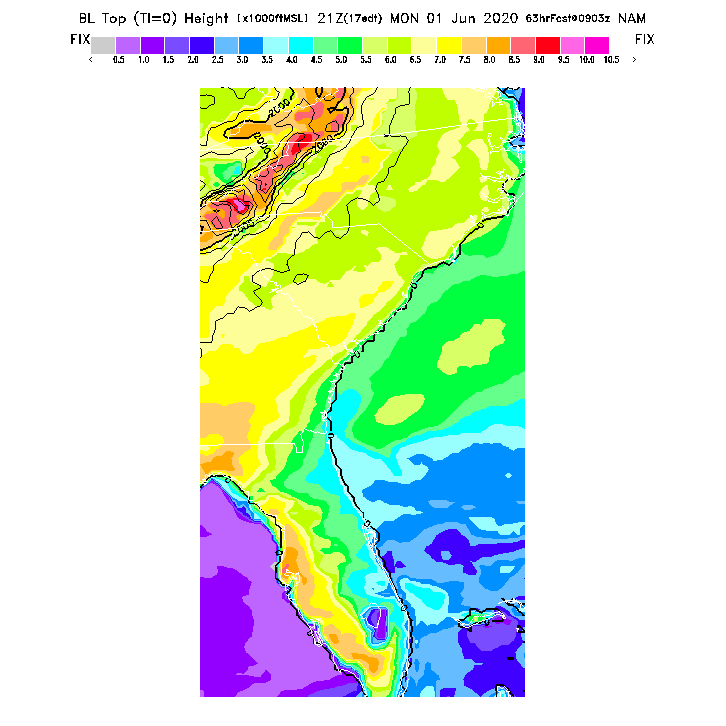 BL Top (TI=0) Height [x1000ftMSL] 21Z(17edt) MON 01 Jun 2020 63hrFcst@0903z NAM
FIX FIX
< 0.5 1.0 1.5 2.0 2.5 3.0 3.5 4.0 4.5 5.0 5.5 6.0 6.5 7.0 7.5 8.0 8.5 9.0 9.5 10.0 10.5 >
2000
2000
2000